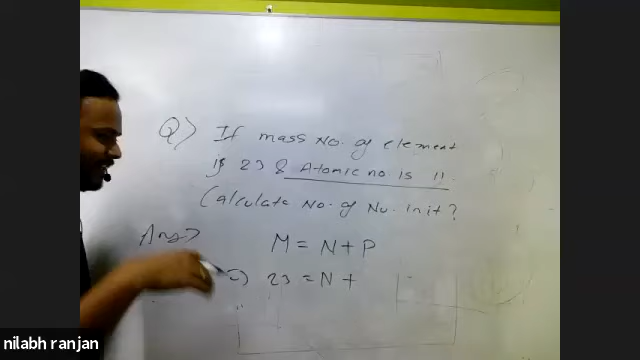 Q) If mass No. of element
is 23 & Atomic no. is 11.
Calculate No. of Nu. in it?
Ans>
M = N + P
=) 23 = N +
nilabh ranjan